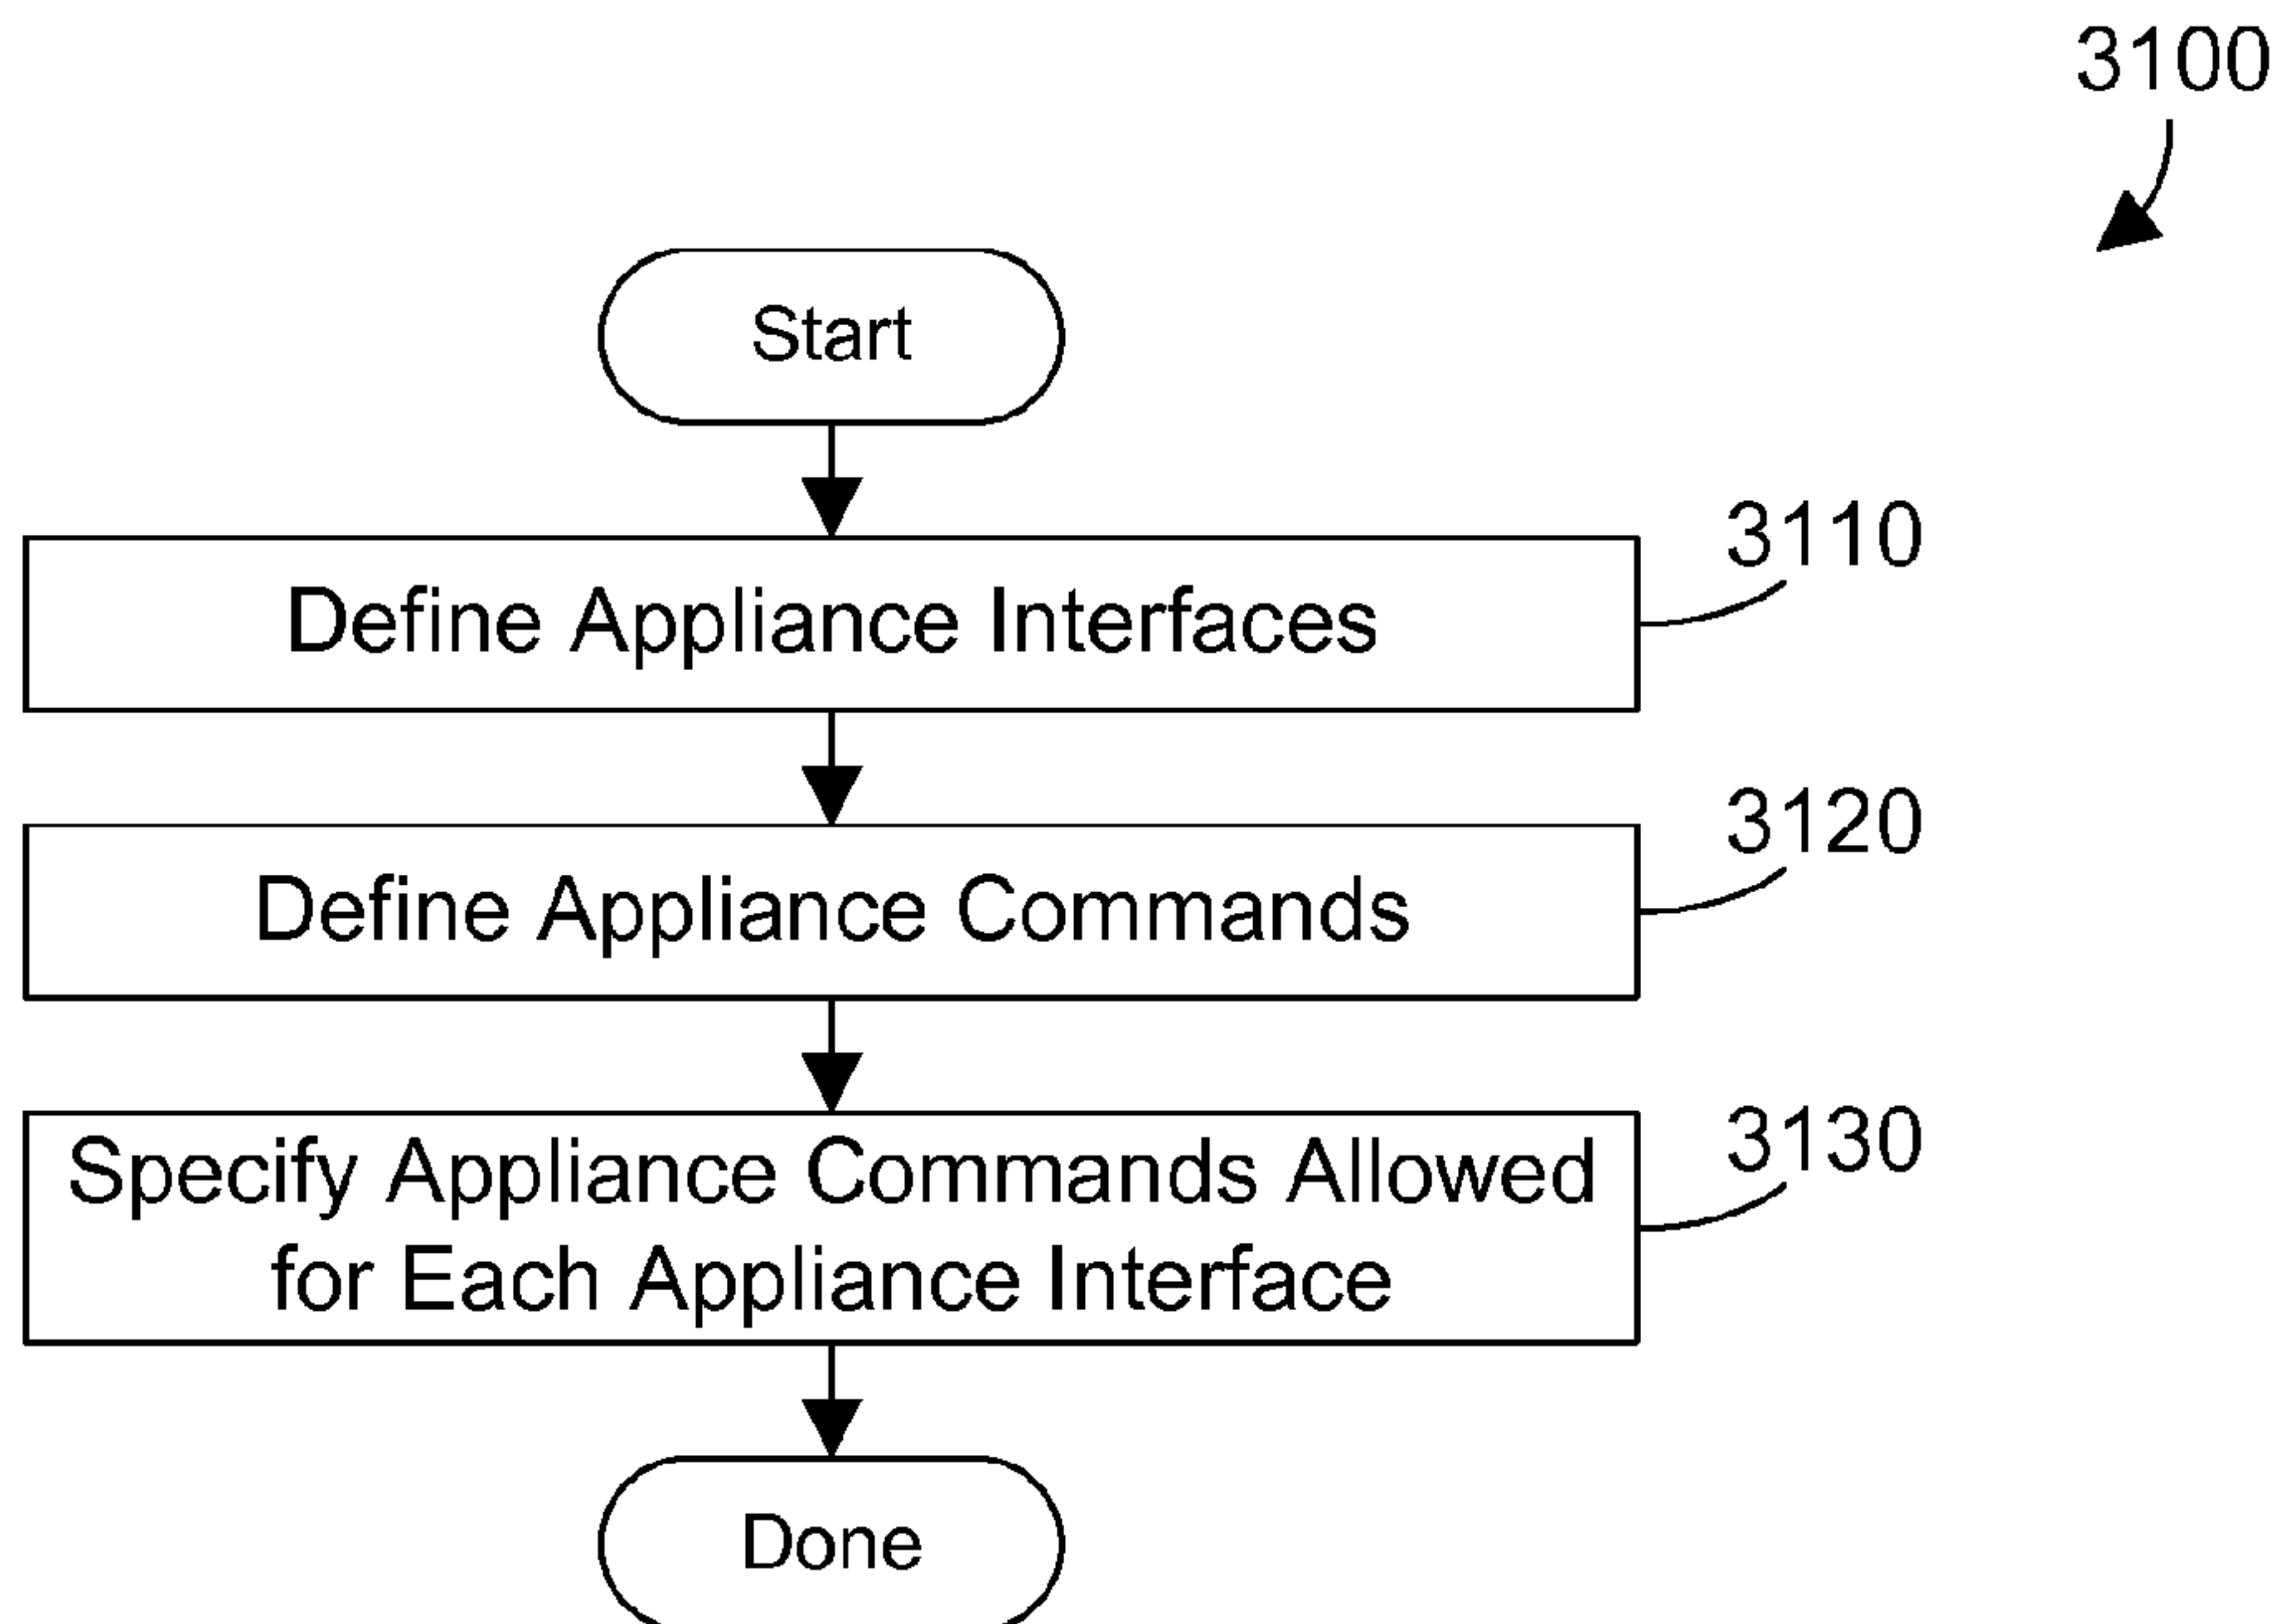 3100
Start
3110
Define Appliance Interfaces
3120
Define Appliance Commands
3130
Specify Appliance Commands Allowed
for Each Appliance Interface
Done